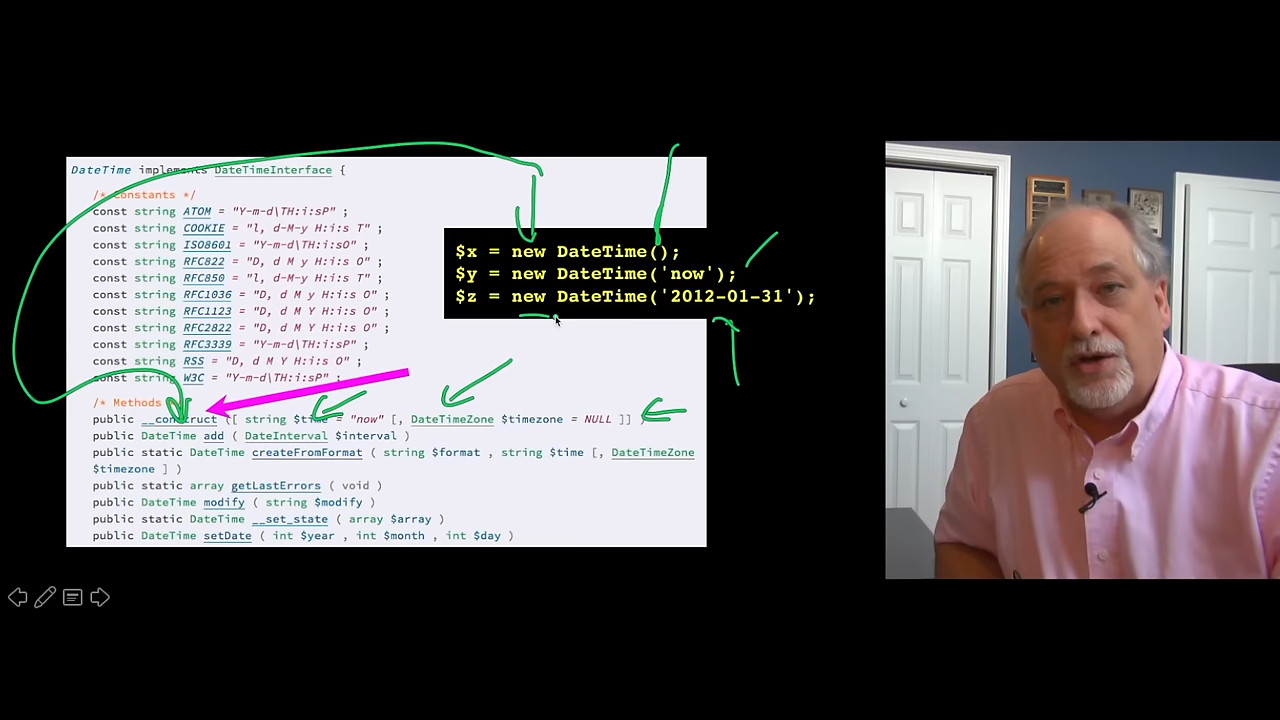 DateTime implements DateTimeInterface {
/* Constants */
const string ATOM = "Y-m-d\TH:i:sP" ;
const string COOKIE = "l, d-M-y H:i:s T" ;
const string ISO8601 = "Y-m-d\TH:i:sO" ;
const string RFC822 = "D, d M y H:i:s O" ;
const string RFC850 = "l, d-M-y H:i:s T" ;
const string RFC1036 = "D, d M y H:i:s O" ;
const string RFC1123 = "D, d M Y H:i:s O" ;
const string RFC2822 = "D, d M Y H:i:s O" ;
const string RFC3339 = "Y-m-d\TH:i:sP" ;
const string RSS = "D, d M Y H:i:s O" ;
const string W3C = "Y-m-d\TH:i:sP" ;
/* Methods
public __construct ([ string $time = "now" [, DateTimeZone $timezone = NULL ]] )
public DateTime add ( DateInterval $interval )
public static DateTime createFromFormat ( string $format , string $time [, DateTimeZone
$timezone ] )
public static array getLastErrors ( void )
public DateTime modify ( string $modify )
public static DateTime __set_state ( array $array )
public DateTime setDate ( int $year , int $month , int $day )
$x = new DateTime();
$y = new DateTime('now');
$z = new DateTime('2012-01-31');